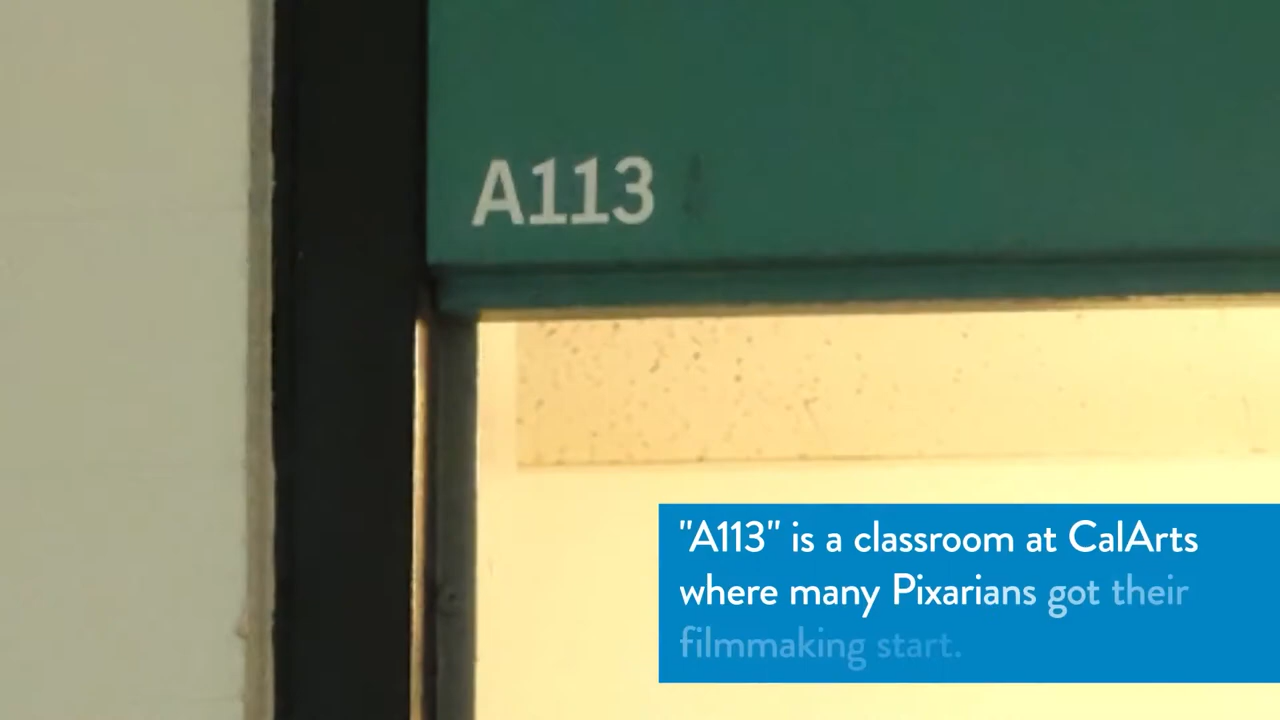 A113
"A113" is a classroom at CalArts
where many Pixarians got their
filmmaking start.